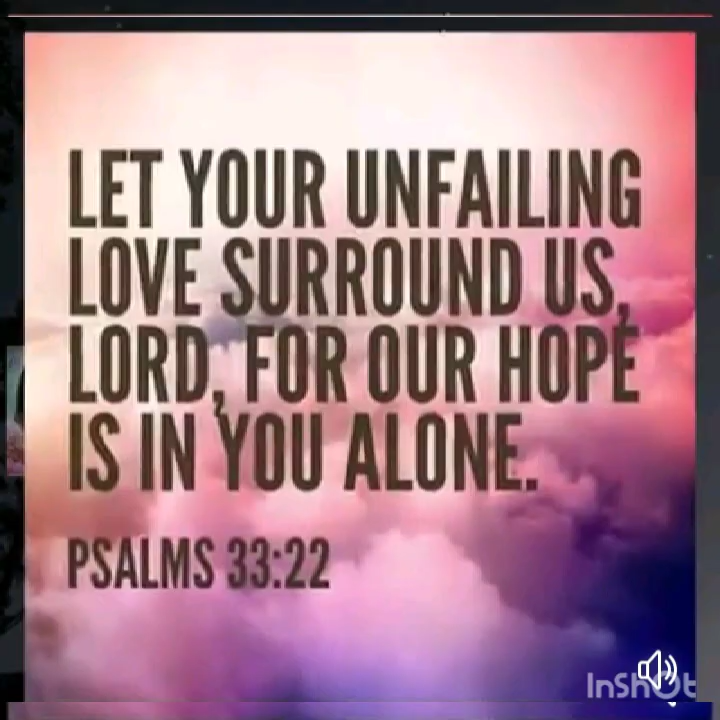 LET YOUR UNFAILING
LOVE SURROUND US,
LORD, FOR OUR HOPE
IS IN YOU ALONE.
PSALMS 33:22
InShOt